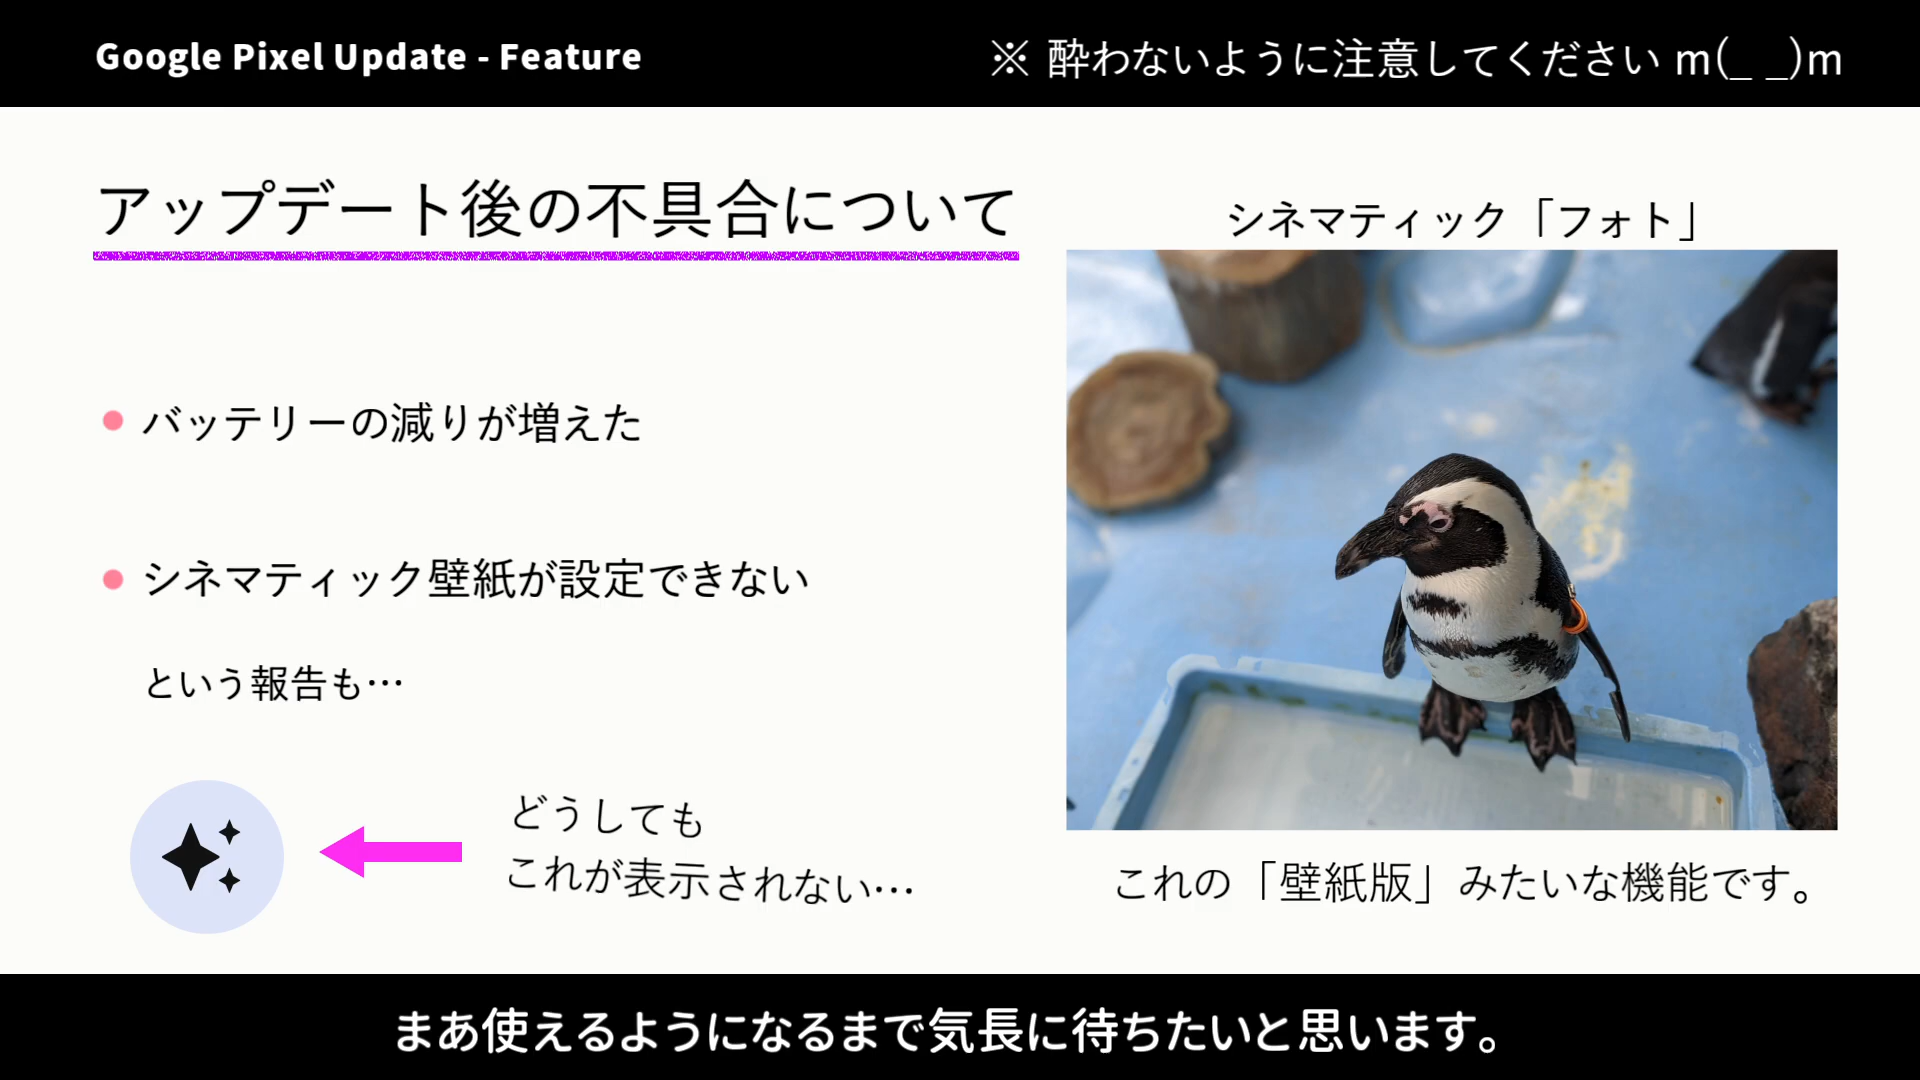 Google Pixel Update - Feature
※ 酔わないように注意してください m(_ _)m
アップデート後の不具合について
バッテリーの減りが増えた
シネマティック壁紙が設定できない
という報告も…
どうしても
これが表示されない…
シネマティック「フォト」
これの「壁紙版」みたいな機能です。
まあ使えるようになるまで気長に待ちたいと思います。